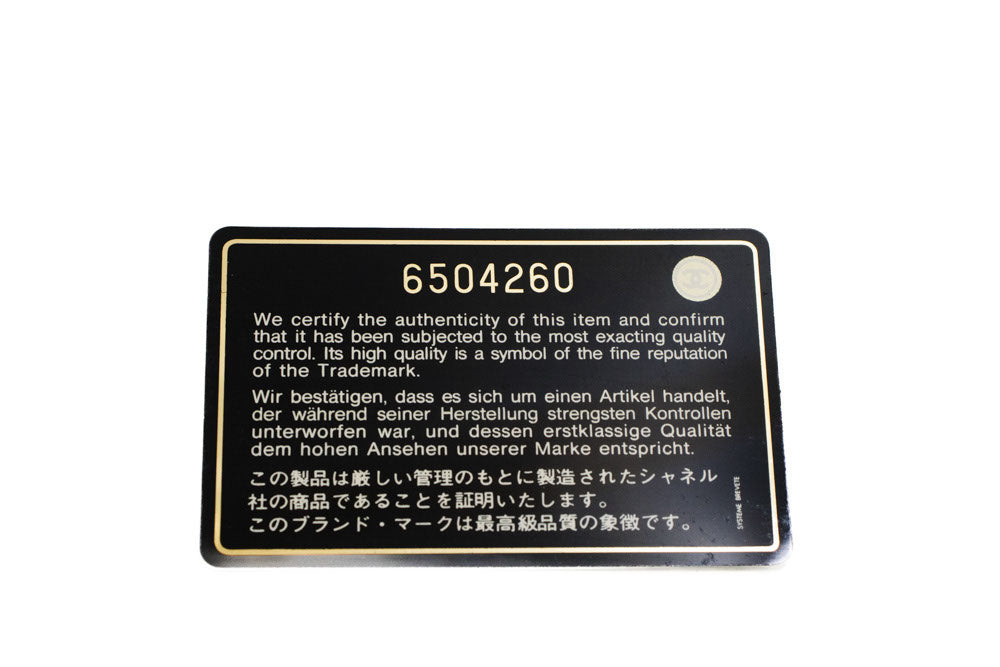 6504260
We certify the authenticity of this item and confirm
that it has been subjected to the most exacting quality
control. Its high quality is a symbol of the fine reputation
of the Trademark.
Wir bestätigen, dass es sich um einen Artikel handelt,
der während seiner Herstellung strengsten Kontrollen
unterworfen war, und dessen erstklassige Qualität
dem hohen Ansehen unserer Marke entspricht.
この製品は厳しい管理のもとに製造されたシャネル
社の商品であることを証明いたします。
このブランド・マークは最高級品質の象徴です。
SYSTEME BREVETE